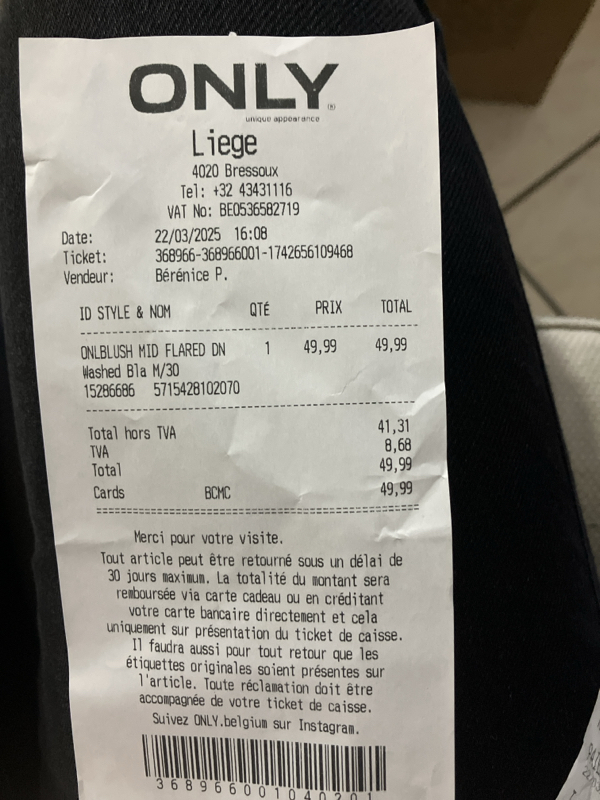 ONLY
unique appearance
Liege
4020 Bressoux
Tel: +32 43431116
VAT No: BE0536582719
Date: 22/03/2025 16:08
Ticket: 368966-368966001-1742656109468
Vendeur: Bérénice P.
ID STYLE & NOM QTÉ PRIX TOTAL
ONLBLUSH MID FLARED DN 1 49,99 49,99
Washed Bla M/30
15286686 5715428102070
Total hors TVA 41,31
TVA 8,68
Total 49,99
Cards BCMC 49,99
Merci pour votre visite.
Tout article peut être retourné sous un délai de
30 jours maximum. La totalité du montant sera
remboursée via carte cadeau ou en créditant
votre carte bancaire directement et cela
uniquement sur présentation du ticket de caisse.
Il faudra aussi pour tout retour que les
étiquettes originales soient présentes sur
l'article. Toute réclamation doit être
accompagnée de votre ticket de caisse.
Suivez ONLY.belgium sur Instagram.
368966001040201